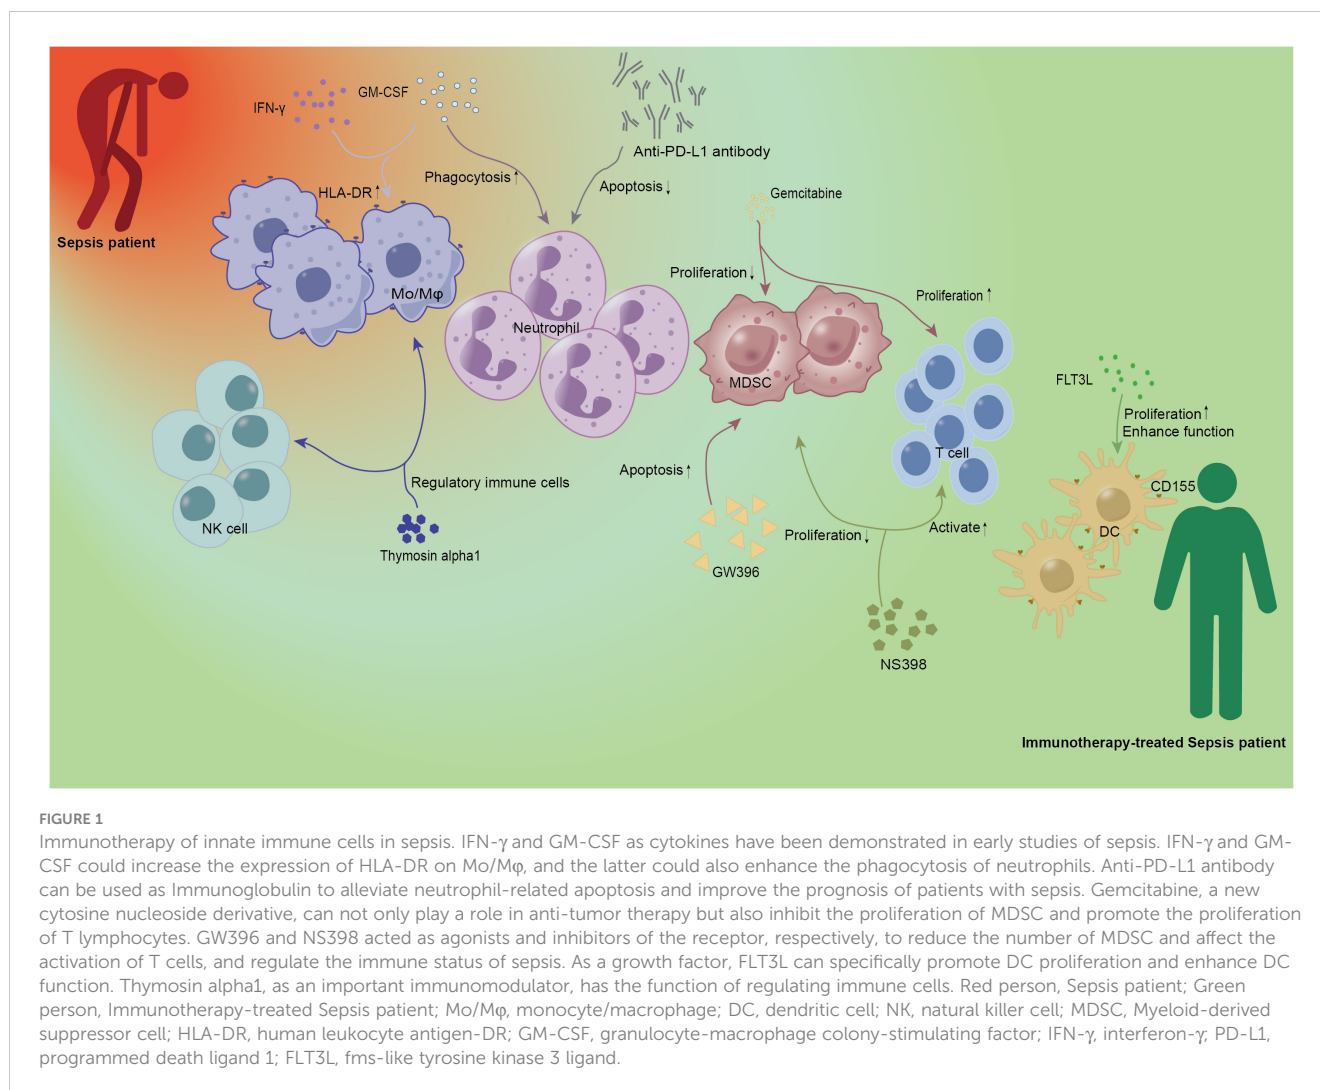 IFN-γ
GM-CSF
Anti-PD-L1 antibody
HLA-DR↑
Phagocytosis↑
Apoptosis↓
Gemcitabine
Sepsis patient
Proliferation↓
Mo/Mφ
Proliferation↑
Neutrophil
MDSC
FLT3L
Proliferation↑
Enhance function
T cell
Apoptosis↑
Regulatory immune cells
CD155
NK cell
Proliferation↓
Activate↑
DC
Thymosin alpha1
GW396
NS398
Immunotherapy-treated Sepsis patient
FIGURE 1
Immunotherapy of innate immune cells in sepsis. IFN-γ and GM-CSF as cytokines have been demonstrated in early studies of sepsis. IFN-γ and GM-
CSF could increase the expression of HLA-DR on Mo/Mφ, and the latter could also enhance the phagocytosis of neutrophils. Anti-PD-L1 antibody
can be used as Immunoglobulin to alleviate neutrophil-related apoptosis and improve the prognosis of patients with sepsis. Gemcitabine, a new
cytosine nucleoside derivative, can not only play a role in anti-tumor therapy but also inhibit the proliferation of MDSC and promote the proliferation
of T lymphocytes. GW396 and NS398 acted as agonists and inhibitors of the receptor, respectively, to reduce the number of MDSC and affect the
activation of T cells, and regulate the immune status of sepsis. As a growth factor, FLT3L can specifically promote DC proliferation and enhance DC
function. Thymosin alpha1, as an important immunomodulator, has the function of regulating immune cells. Red person, Sepsis patient; Green
person, Immunotherapy-treated Sepsis patient; Mo/Mφ, monocyte/macrophage; DC, dendritic cell; NK, natural killer cell; MDSC, Myeloid-derived
suppressor cell; HLA-DR, human leukocyte antigen-DR; GM-CSF, granulocyte-macrophage colony-stimulating factor; IFN-γ, interferon-γ; PD-L1,
programmed death ligand 1; FLT3L, fms-like tyrosine kinase 3 ligand.